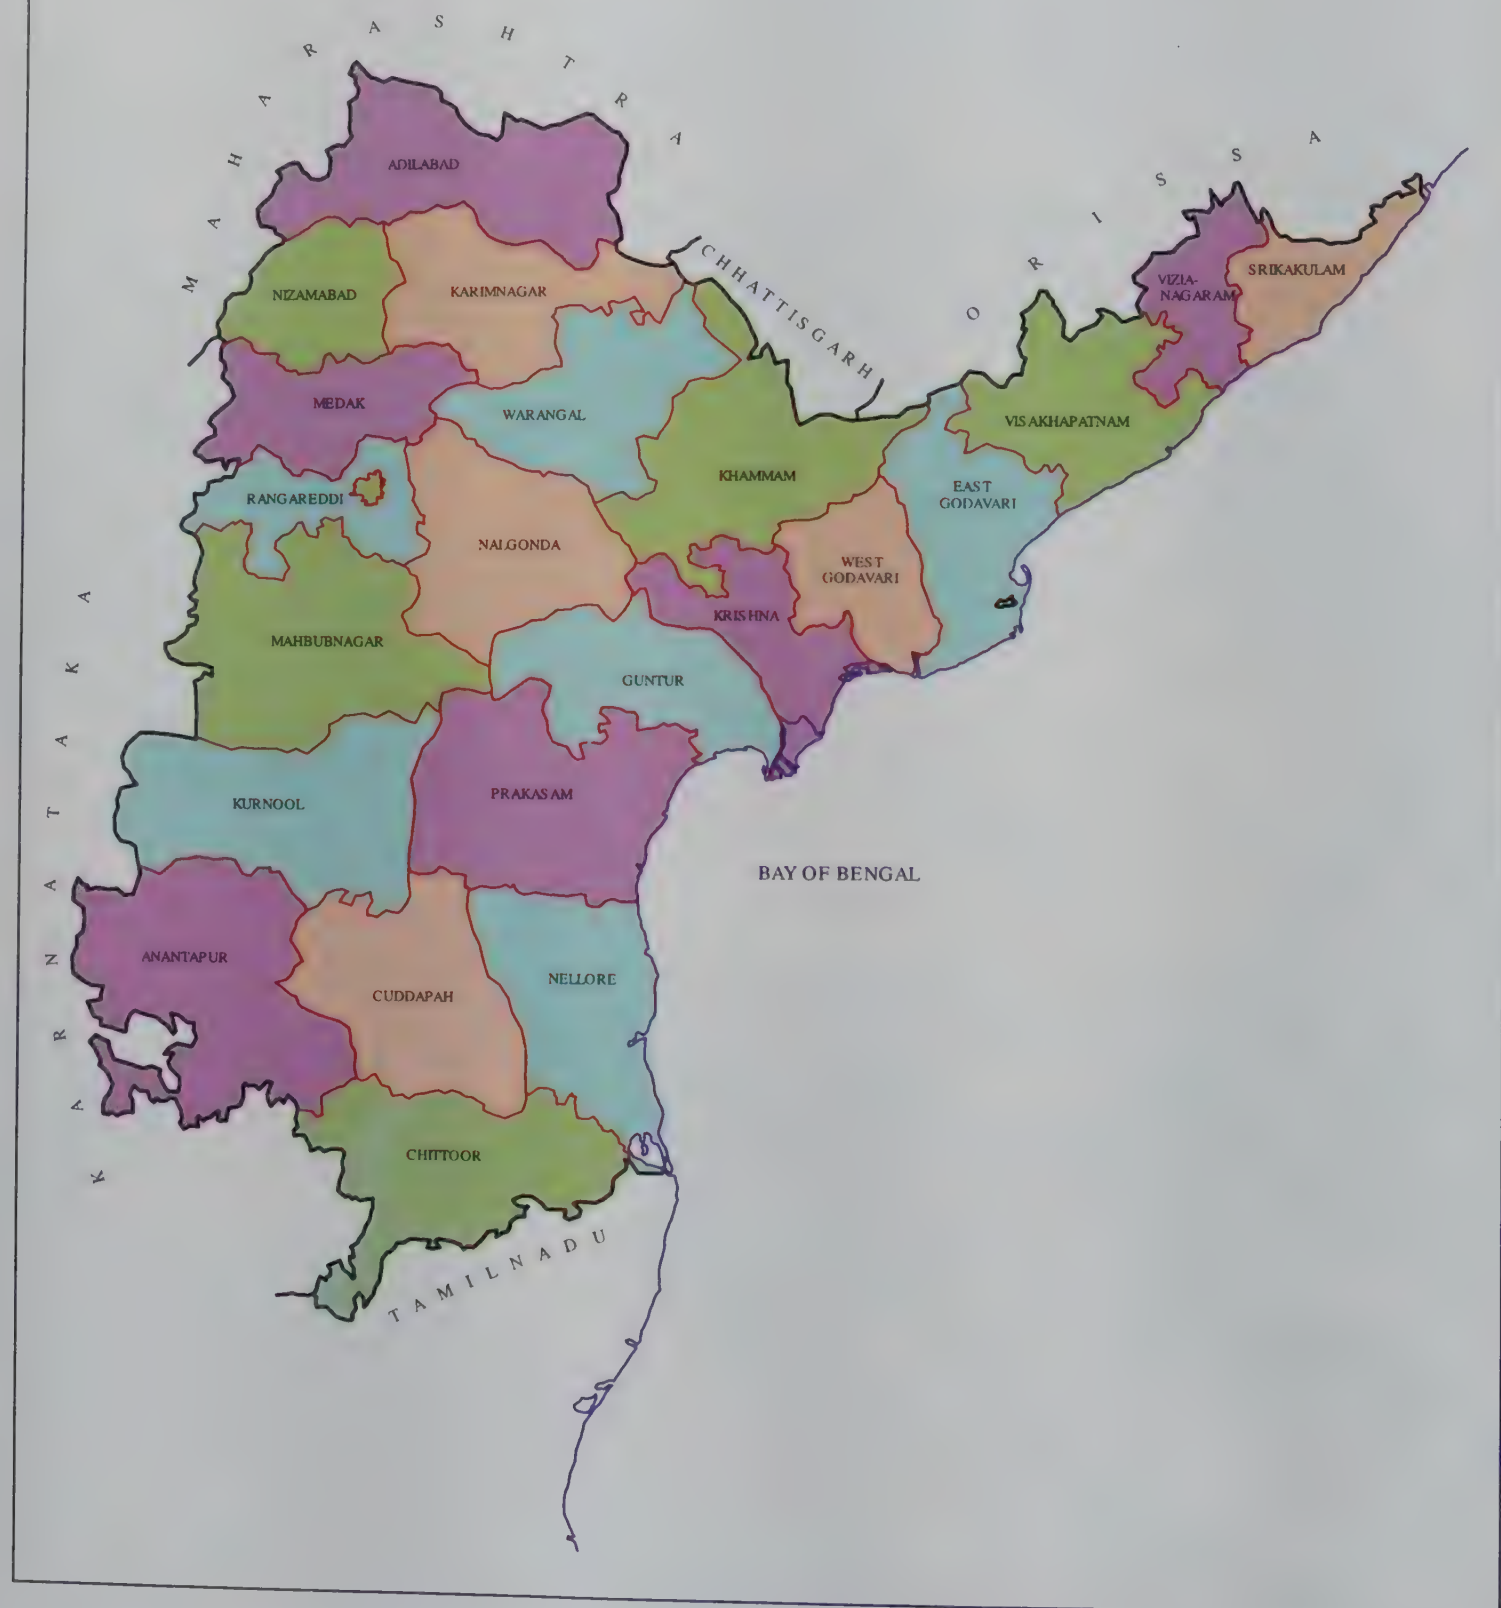 MAHARASHTRA
ORISSA
ADILABAD
CHHATTISGARH
SRIKAKULAM
VIZIA-
NAGARAM
NIZAMABAD
KARIMNAGAR
MEDAK
WARANGAL
VISAKHAPATNAM
KHAMMAM
RANGAREDDI
EAST
GODAVARI
NALGONDA
WEST
GODAVARI
KRISHNA
MAHBUBNAGAR
GUNTUR
KARNATAKA
KURNOOL
PRAKASAM
BAY OF BENGAL
ANANTAPUR
CUDDAPAH
NELLORE
CHITTOOR
TAMILNADU